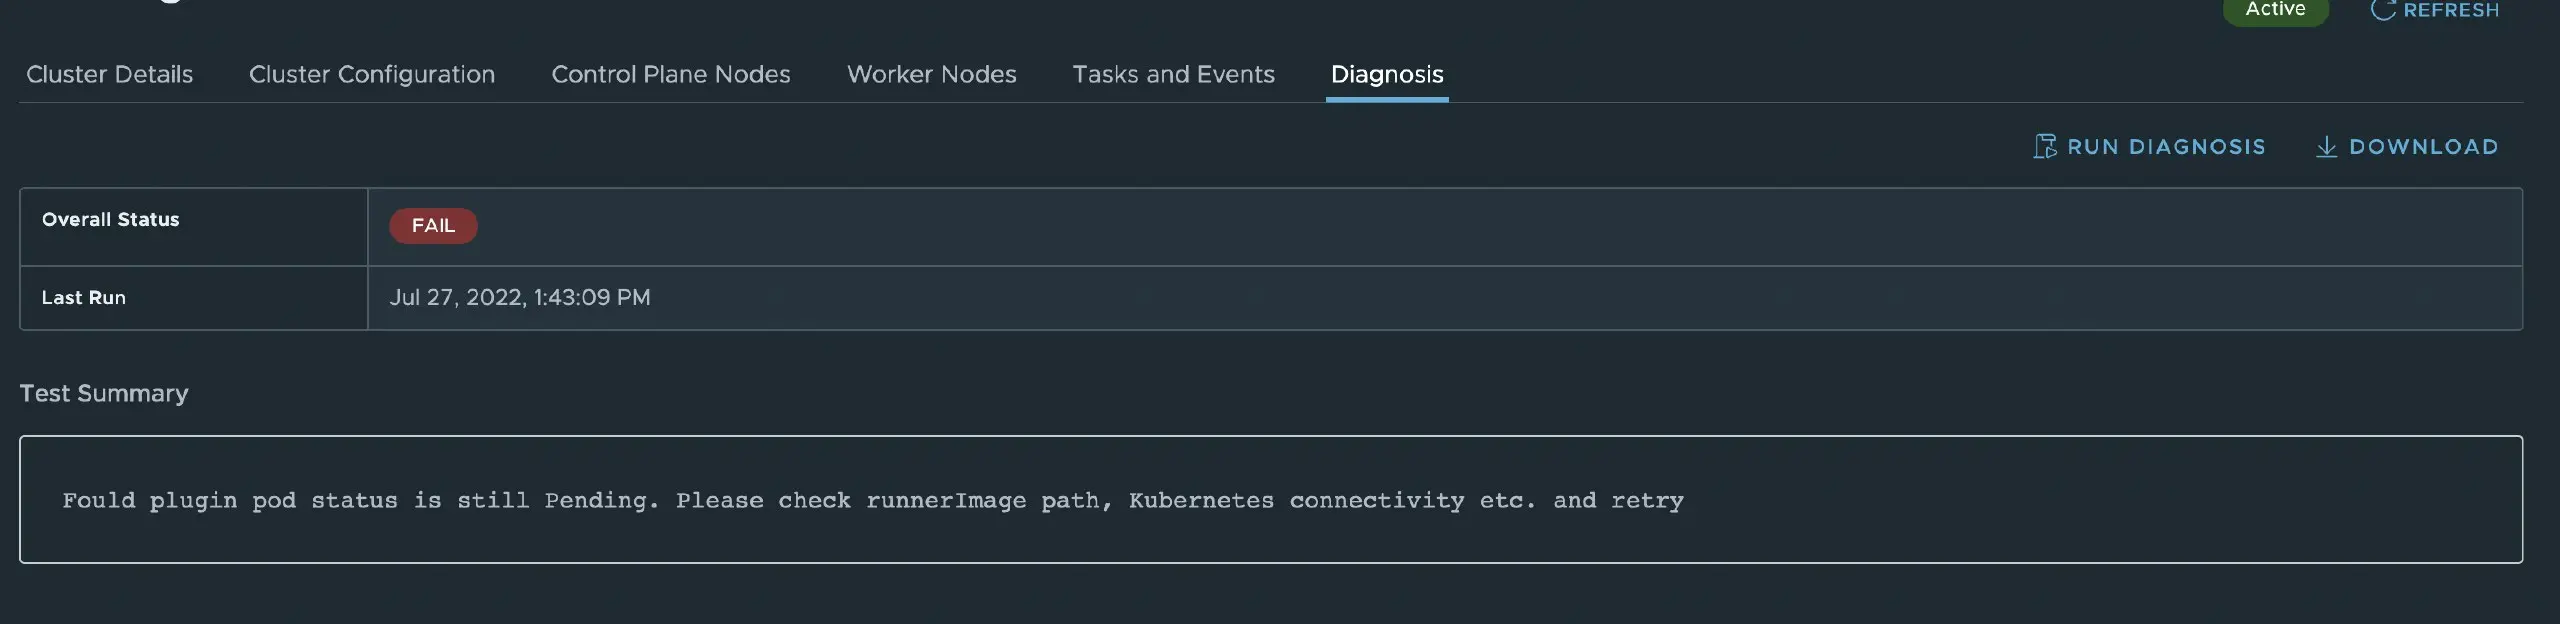 Active REFRESH
Cluster Details Cluster Configuration Control Plane Nodes Worker Nodes Tasks and Events Diagnosis
RUN DIAGNOSIS DOWNLOAD
Overall Status FAIL
Last Run Jul 27, 2022, 1:43:09 PM
Test Summary
Fould plugin pod status is still Pending. Please check runnerImage path, Kubernetes connectivity etc. and retry